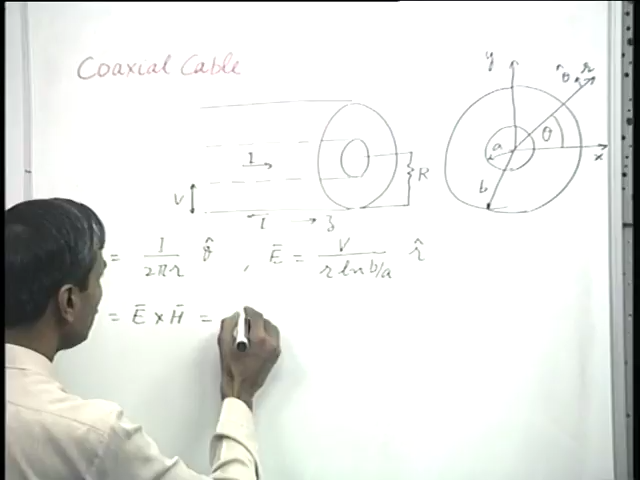 Coaxial Cable
y
r̂
θ̂
θ
a
x
b
I
R
V
I → z
= I/2πr θ̂ , Ē = V/(r ln b/a) r̂
= Ē × H̄ =